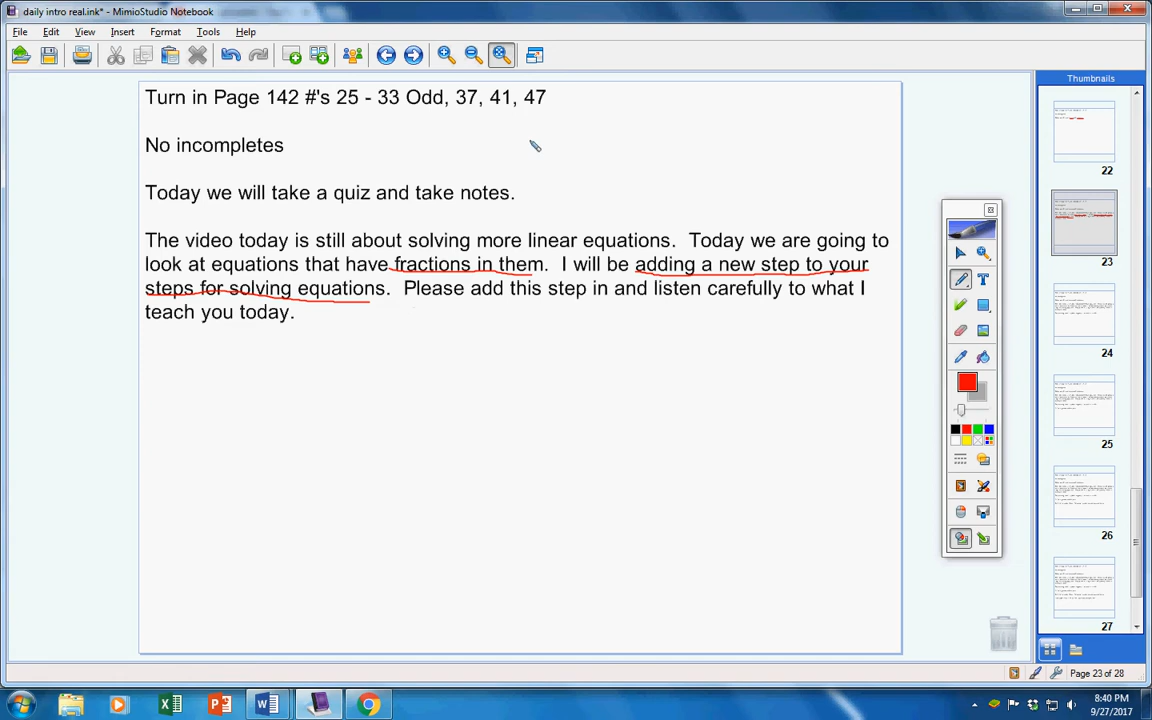 daily intro real.ink* - MimioStudio Notebook
File Edit View Insert Format Tools Help
Turn in Page 142 #'s 25 - 33 Odd, 37, 41, 47
No incompletes
Today we will take a quiz and take notes.
The video today is still about solving more linear equations. Today we are going to
look at equations that have fractions in them. I will be adding a new step to your
steps for solving equations. Please add this step in and listen carefully to what I
teach you today.
Thumbnails
22
23
24
25
26
27
Page 23 of 28
8:40 PM
9/27/2017